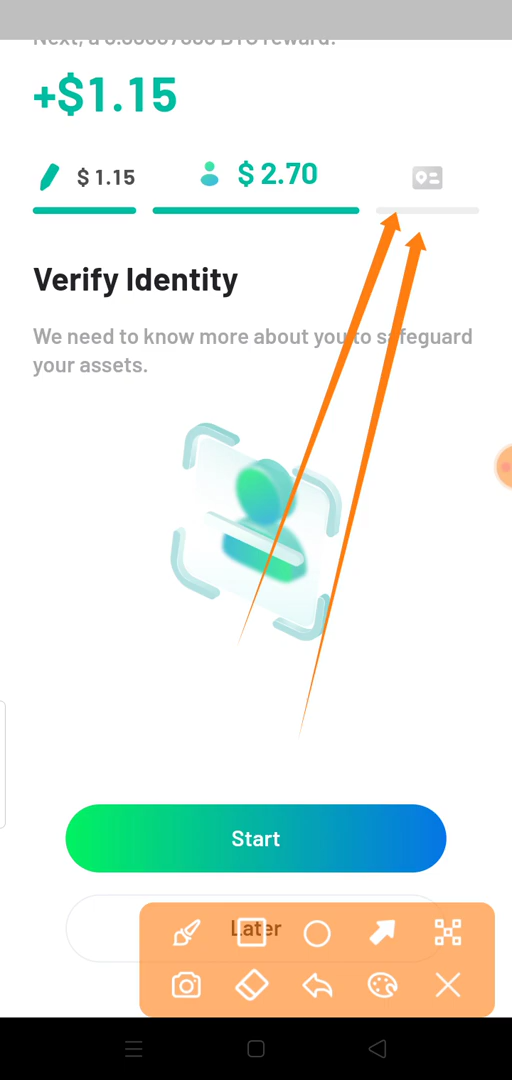 +$1.15
$ 1.15
$ 2.70
Verify Identity
We need to know more about you to safeguard
your assets.
Start
Later